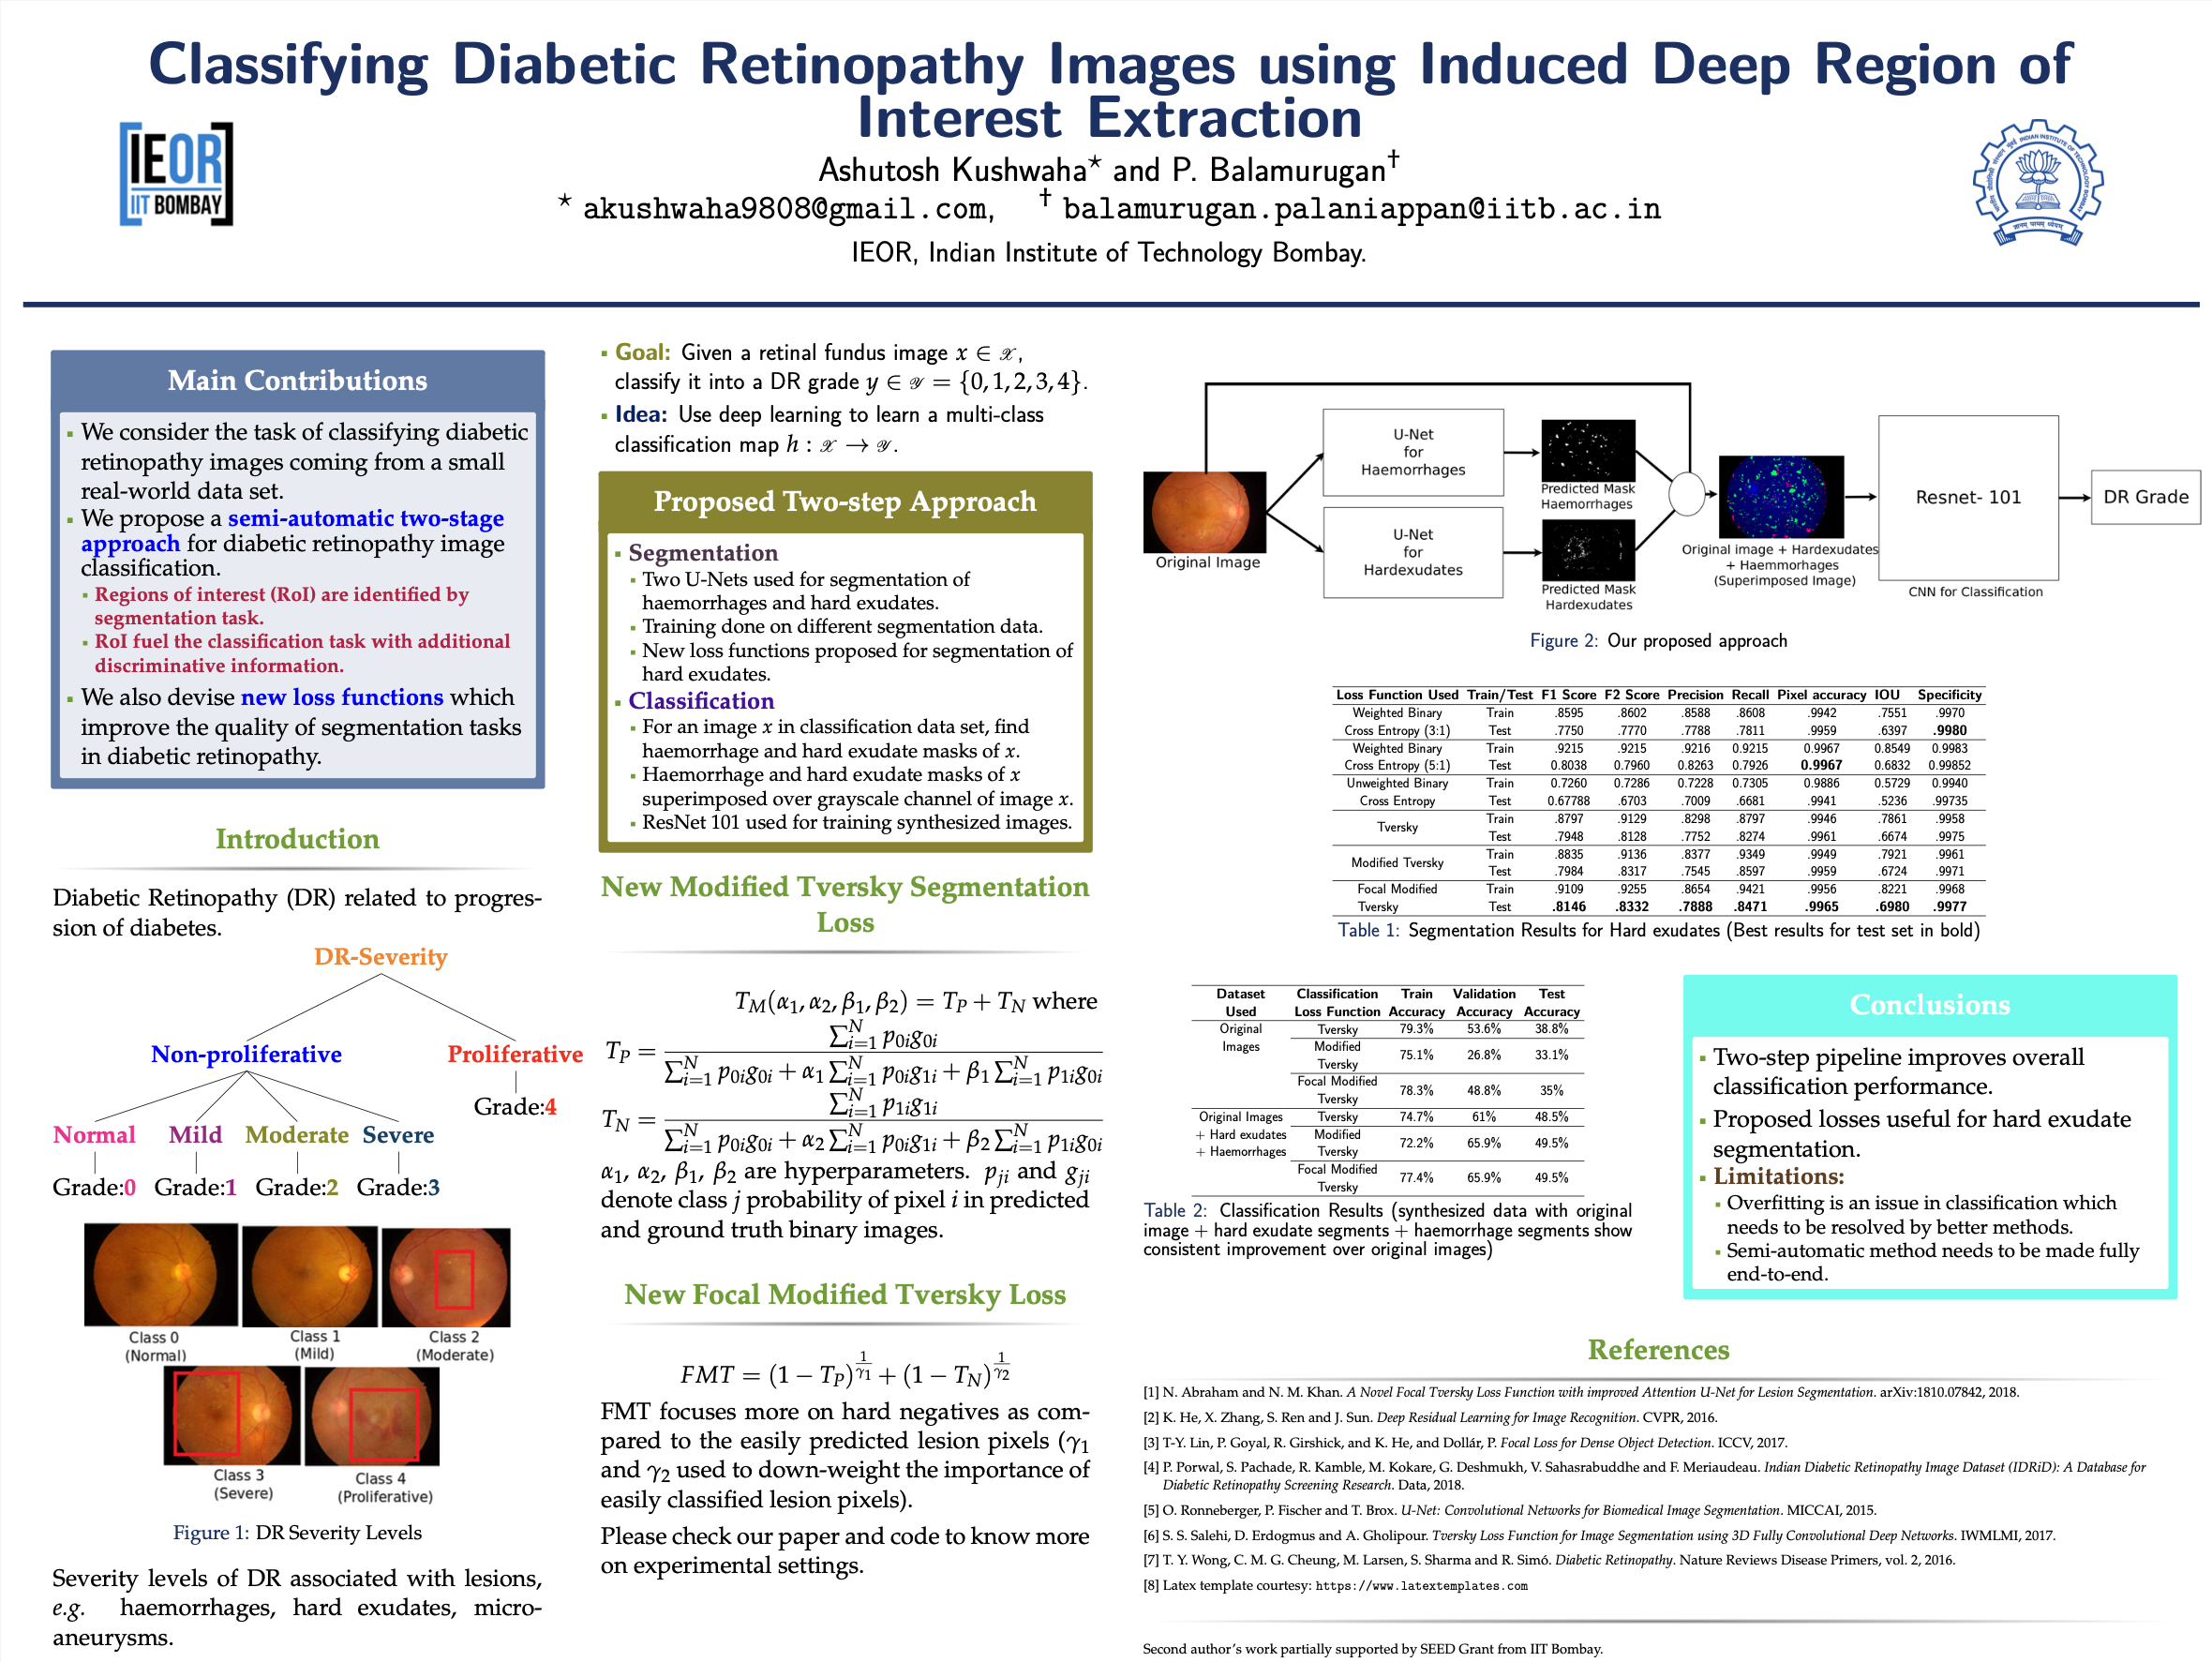 Classifying Diabetic Retinopathy Images using Induced Deep Region of
Interest Extraction
IEOR
IIT BOMBAY
Ashutosh Kushwaha⋆ and P. Balamurugan†
⋆ akushwaha9808@gmail.com, † balamurugan.palaniappan@iitb.ac.in
IEOR, Indian Institute of Technology Bombay.
Main Contributions
▪ We consider the task of classifying diabetic
retinopathy images coming from a small
real-world data set.
▪ We propose a semi-automatic two-stage
approach for diabetic retinopathy image
classification.
▪ Regions of interest (RoI) are identified by
segmentation task.
▪ RoI fuel the classification task with additional
discriminative information.
▪ We also devise new loss functions which
improve the quality of segmentation tasks
in diabetic retinopathy.
Introduction
Diabetic Retinopathy (DR) related to progres-
sion of diabetes.
DR-Severity
Non-proliferative Proliferative
Grade:4
Normal Mild Moderate Severe
Grade:0 Grade:1 Grade:2 Grade:3
Class 0 Class 1 Class 2
(Normal) (Mild) (Moderate)
Class 3 Class 4
(Severe) (Proliferative)
Figure 1: DR Severity Levels
Severity levels of DR associated with lesions,
e.g. haemorrhages, hard exudates, micro-
aneurysms.
▪ Goal: Given a retinal fundus image x ∈ 𝒳,
classify it into a DR grade y ∈ 𝒴 = {0, 1, 2, 3, 4}.
▪ Idea: Use deep learning to learn a multi-class
classification map h : 𝒳 → 𝒴.
Proposed Two-step Approach
▪ Segmentation
▪ Two U-Nets used for segmentation of
haemorrhages and hard exudates.
▪ Training done on different segmentation data.
▪ New loss functions proposed for segmentation of
hard exudates.
▪ Classification
▪ For an image x in classification data set, find
haemorrhage and hard exudate masks of x.
▪ Haemorrhage and hard exudate masks of x
superimposed over grayscale channel of image x.
▪ ResNet 101 used for training synthesized images.
New Modified Tversky Segmentation
Loss
T_M(α1, α2, β1, β2) = T_P + T_N where
T_P = ∑_{i=1}^N p_{0i}g_{0i} / (∑_{i=1}^N p_{0i}g_{0i} + α1 ∑_{i=1}^N p_{0i}g_{1i} + β1 ∑_{i=1}^N p_{1i}g_{0i})
T_N = ∑_{i=1}^N p_{1i}g_{1i} / (∑_{i=1}^N p_{0i}g_{0i} + α2 ∑_{i=1}^N p_{0i}g_{1i} + β2 ∑_{i=1}^N p_{1i}g_{0i})
α1, α2, β1, β2 are hyperparameters. p_{ji} and g_{ji}
denote class j probability of pixel i in predicted
and ground truth binary images.
New Focal Modified Tversky Loss
FMT = (1 − T_P)^{1/γ1} + (1 − T_N)^{1/γ2}
FMT focuses more on hard negatives as com-
pared to the easily predicted lesion pixels (γ1
and γ2 used to down-weight the importance of
easily classified lesion pixels).
Please check our paper and code to know more
on experimental settings.
Original Image
U-Net
for
Haemorrhages
U-Net
for
Hardexudates
Predicted Mask
Haemorrhages
Predicted Mask
Hardexudates
Original image + Hardexudates
+ Haemmorhages
(Superimposed Image)
Resnet- 101
CNN for Classification
DR Grade
Figure 2: Our proposed approach
Loss Function Used Train/Test F1 Score F2 Score Precision Recall Pixel accuracy IOU Specificity
Weighted Binary Train .8595 .8602 .8588 .8608 .9942 .7551 .9970
Cross Entropy (3:1) Test .7750 .7770 .7788 .7811 .9959 .6397 .9980
Weighted Binary Train .9215 .9215 .9216 0.9215 0.9967 0.8549 0.9983
Cross Entropy (5:1) Test 0.8038 0.7960 0.8263 0.7926 0.9967 0.6832 0.99852
Unweighted Binary Train 0.7260 0.7286 0.7228 0.7305 0.9886 0.5729 0.9940
Cross Entropy Test 0.67788 .6703 .7009 .6681 .9941 .5236 .99735
Tversky Train .8797 .9129 .8298 .8797 .9946 .7861 .9958
Test .7948 .8128 .7752 .8274 .9961 .6674 .9975
Modified Tversky Train .8835 .9136 .8377 .9349 .9949 .7921 .9961
Test .7984 .8317 .7545 .8597 .9959 .6724 .9971
Focal Modified Train .9109 .9255 .8654 .9421 .9956 .8221 .9968
Tversky Test .8146 .8332 .7888 .8471 .9965 .6980 .9977
Table 1: Segmentation Results for Hard exudates (Best results for test set in bold)
Dataset Classification Train Validation Test
Used Loss Function Accuracy Accuracy Accuracy
Original Tversky 79.3% 53.6% 38.8%
Images Modified
Tversky 75.1% 26.8% 33.1%
Focal Modified
Tversky 78.3% 48.8% 35%
Original Images Tversky 74.7% 61% 48.5%
+ Hard exudates Modified
+ Haemorrhages Tversky 72.2% 65.9% 49.5%
Focal Modified
Tversky 77.4% 65.9% 49.5%
Table 2: Classification Results (synthesized data with original
image + hard exudate segments + haemorrhage segments show
consistent improvement over original images)
Conclusions
▪ Two-step pipeline improves overall
classification performance.
▪ Proposed losses useful for hard exudate
segmentation.
▪ Limitations:
▪ Overfitting is an issue in classification which
needs to be resolved by better methods.
▪ Semi-automatic method needs to be made fully
end-to-end.
References
[1] N. Abraham and N. M. Khan. A Novel Focal Tversky Loss Function with improved Attention U-Net for Lesion Segmentation. arXiv:1810.07842, 2018.
[2] K. He, X. Zhang, S. Ren and J. Sun. Deep Residual Learning for Image Recognition. CVPR, 2016.
[3] T-Y. Lin, P. Goyal, R. Girshick, and K. He, and Dollár, P. Focal Loss for Dense Object Detection. ICCV, 2017.
[4] P. Porwal, S. Pachade, R. Kamble, M. Kokare, G. Deshmukh, V. Sahasrabuddhe and F. Meriaudeau. Indian Diabetic Retinopathy Image Dataset (IDRiD): A Database for
Diabetic Retinopathy Screening Research. Data, 2018.
[5] O. Ronneberger, P. Fischer and T. Brox. U-Net: Convolutional Networks for Biomedical Image Segmentation. MICCAI, 2015.
[6] S. S. Salehi, D. Erdogmus and A. Gholipour. Tversky Loss Function for Image Segmentation using 3D Fully Convolutional Deep Networks. IWMLMI, 2017.
[7] T. Y. Wong, C. M. G. Cheung, M. Larsen, S. Sharma and R. Simó. Diabetic Retinopathy. Nature Reviews Disease Primers, vol. 2, 2016.
[8] Latex template courtesy: https://www.latextemplates.com
Second author's work partially supported by SEED Grant from IIT Bombay.